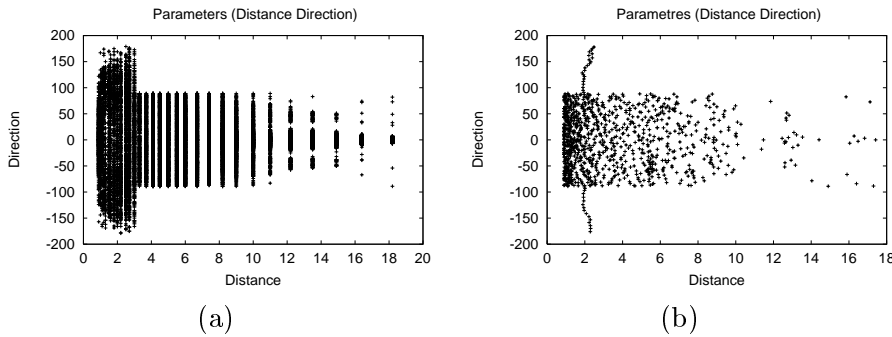 Parameters (Distance Direction)
200
150
100
50
0
-50
-100
-150
-200
Direction
0 2 4 6 8 10 12 14 16 18 20
Distance
(a)
Parametres (Distance Direction)
200
150
100
50
0
-50
-100
-150
-200
Direction
0 2 4 6 8 10 12 14 16 18
Distance
(b)